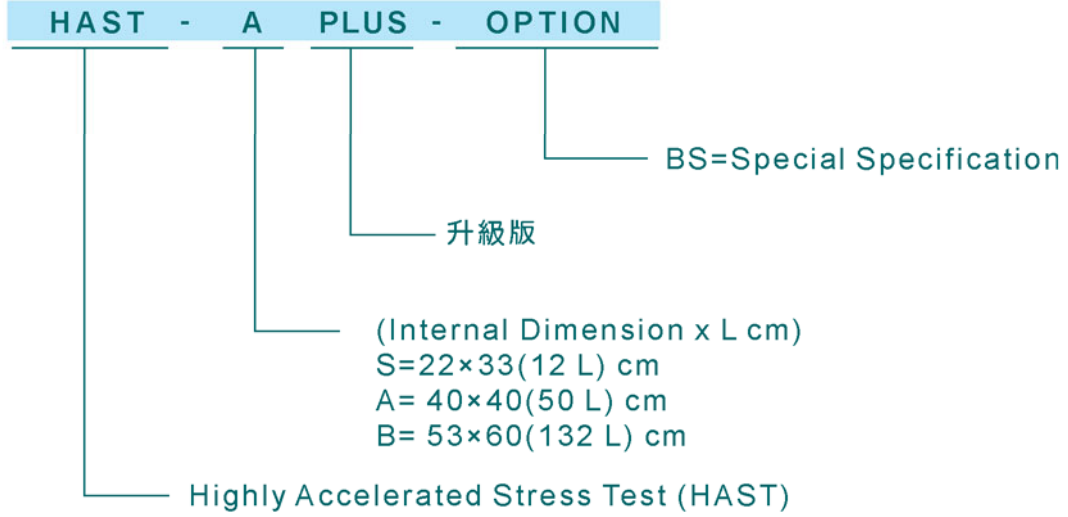 HAST - A PLUS - OPTION
BS=Special Specification
升級版
(Internal Dimension x L cm)
S=22×33(12 L) cm
A= 40×40(50 L) cm
B= 53×60(132 L) cm
Highly Accelerated Stress Test (HAST)